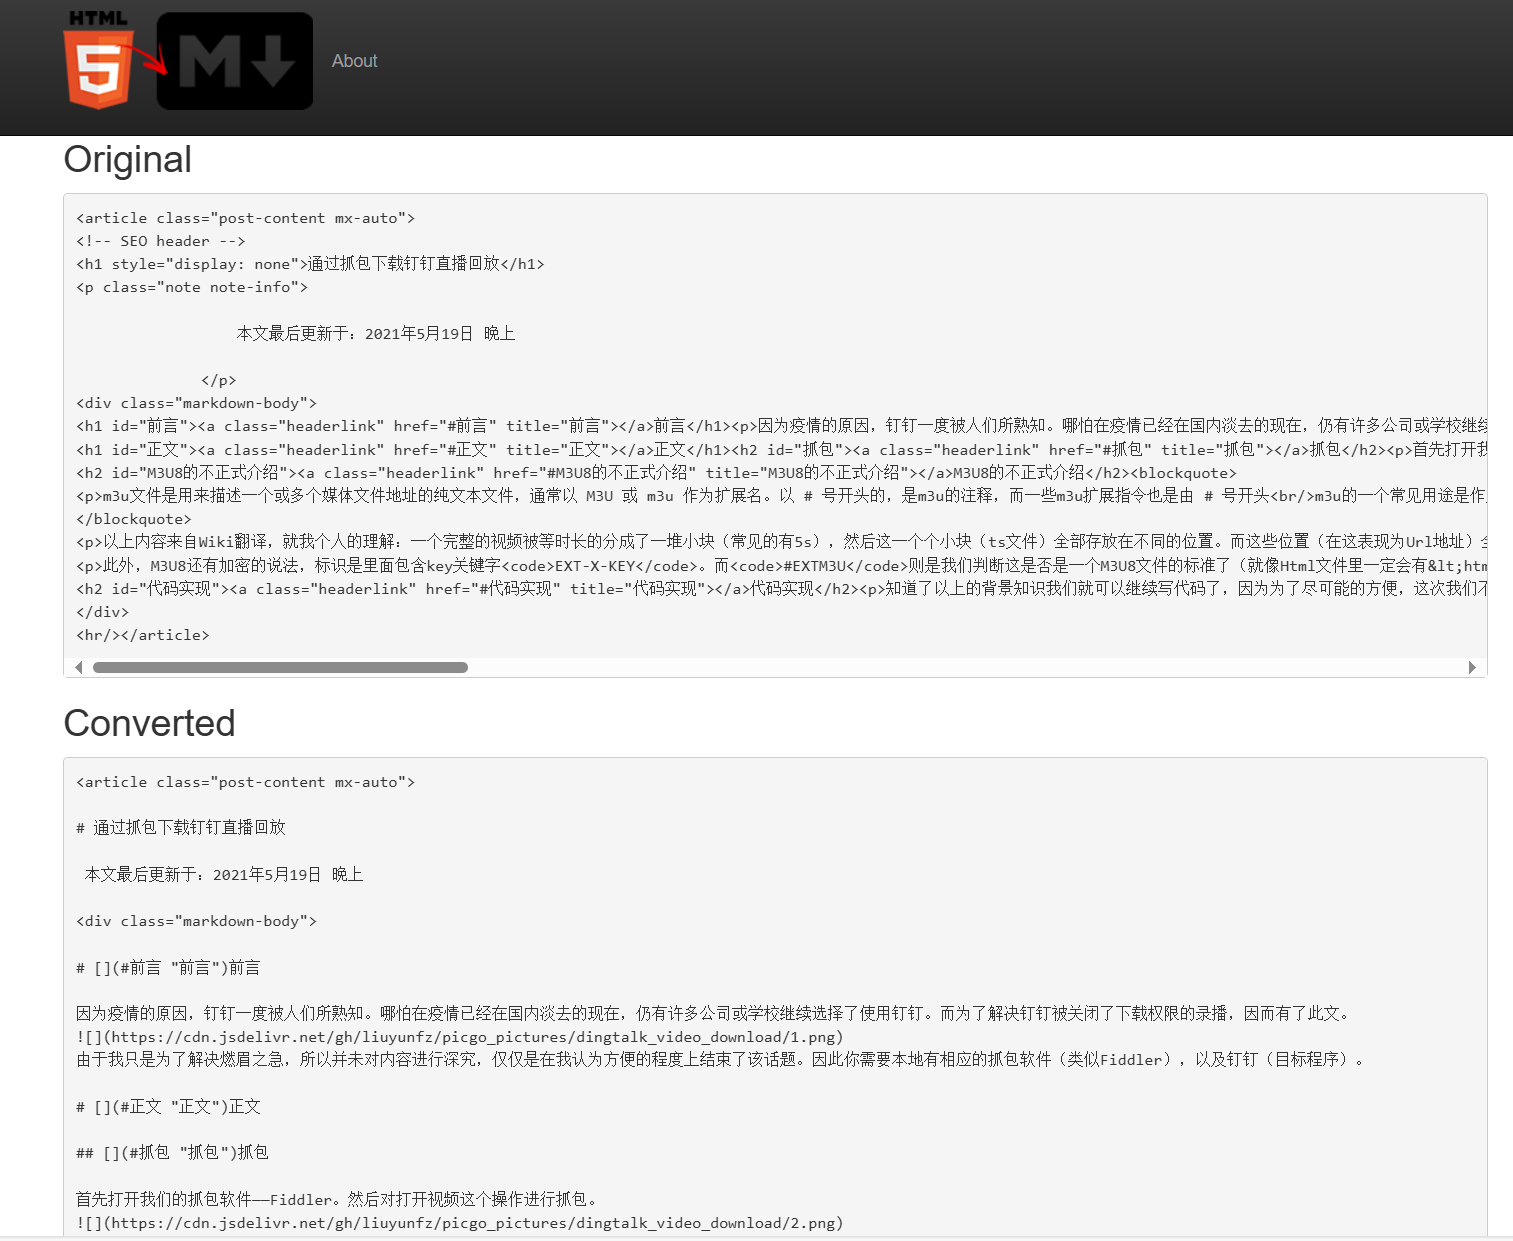 HTML
5
M
About
Original
<article class="post-content mx-auto">
<!-- SEO header -->
<h1 style="display: none">通过抓包下载钉钉直播回放</h1>
<p class="note note-info">
本文最后更新于：2021年5月19日 晚上
</p>
<div class="markdown-body">
<h1 id="前言"><a class="headerlink" href="#前言" title="前言"></a>前言</h1><p>因为疫情的原因，钉钉一度被人们所熟知。哪怕在疫情已经在国内淡去的现在，仍有许多公司或学校继续
<h1 id="正文"><a class="headerlink" href="#正文" title="正文"></a>正文</h1><h2 id="抓包"><a class="headerlink" href="#抓包" title="抓包"></a>抓包</h2><p>首先打开我
<h2 id="M3U8的不正式介绍"><a class="headerlink" href="#M3U8的不正式介绍" title="M3U8的不正式介绍"></a>M3U8的不正式介绍</h2><blockquote>
<p>m3u文件是用来描述一个或多个媒体文件地址的纯文本文件，通常以 M3U 或 m3u 作为扩展名。以 # 号开头的，是m3u的注释，而一些m3u扩展指令也是由 # 号开头<br/>m3u的一个常见用途是作
</blockquote>
<p>以上内容来自Wiki翻译，就我个人的理解：一个完整的视频被等时长的分成了一堆小块（常见的有5s），然后这一个个小块（ts文件）全部存放在不同的位置。而这些位置（在这表现为Url地址）全
<p>此外，M3U8还有加密的说法，标识是里面包含key关键字<code>EXT-X-KEY</code>。而<code>#EXTM3U</code>则是我们判断这是否是一个M3U8文件的标准了（就像Html文件里一定会有&lt;htm
<h2 id="代码实现"><a class="headerlink" href="#代码实现" title="代码实现"></a>代码实现</h2><p>知道了以上的背景知识我们就可以继续写代码了，因为为了尽可能的方便，这次我们不
</div>
<hr/></article>
Converted
<article class="post-content mx-auto">
# 通过抓包下载钉钉直播回放
本文最后更新于：2021年5月19日 晚上
<div class="markdown-body">
# [](#前言 "前言")前言
因为疫情的原因，钉钉一度被人们所熟知。哪怕在疫情已经在国内淡去的现在，仍有许多公司或学校继续选择了使用钉钉。而为了解决钉钉被关闭了下载权限的录播，因而有了此文。
![](https://cdn.jsdelivr.net/gh/liuyunfz/picgo_pictures/dingtalk_video_download/1.png)
由于我只是为了解决燃眉之急，所以并未对内容进行深究，仅仅是在我认为方便的程度上结束了该话题。因此你需要本地有相应的抓包软件（类似Fiddler），以及钉钉（目标程序）。
# [](#正文 "正文")正文
## [](#抓包 "抓包")抓包
首先打开我们的抓包软件——Fiddler。然后对打开视频这个操作进行抓包。
![](https://cdn.jsdelivr.net/gh/liuyunfz/picgo_pictures/dingtalk_video_download/2.png)